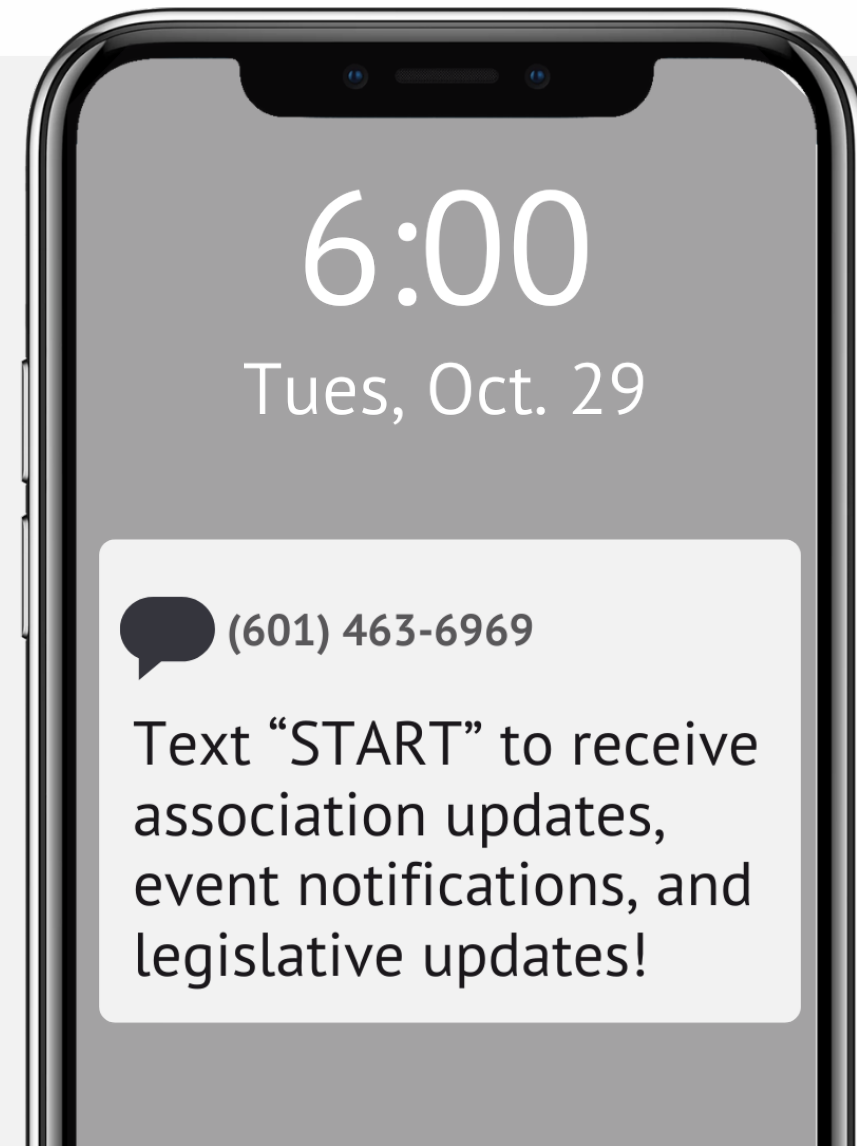 6:00
Tues, Oct. 29
(601) 463-6969
Text “START” to receive
association updates,
event notifications, and
legislative updates!